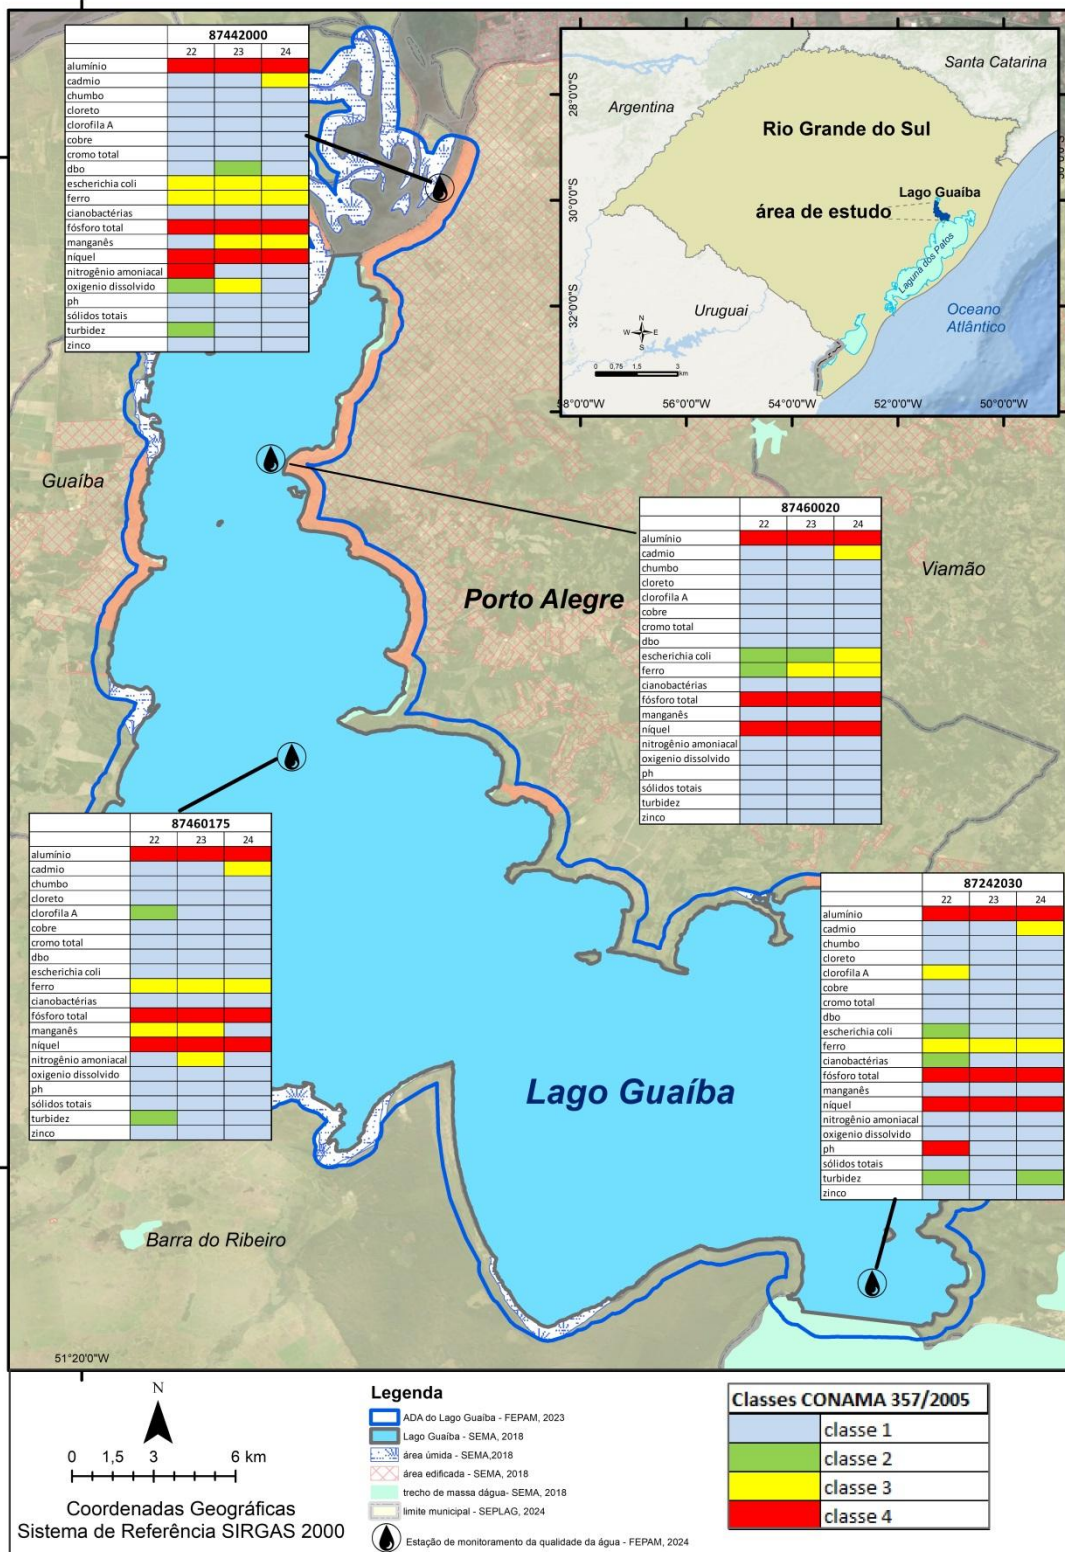 87442000
22 23 24
alumínio
cadmio
chumbo
cloreto
clorofila A
cobre
cromo total
dbo
escherichia coli
ferro
cianobactérias
fósforo total
manganês
níquel
nitrogênio amoniacal
oxigenio dissolvido
ph
sólidos totais
turbidez
zinco
Santa Catarina
Argentina
Rio Grande do Sul
Lago Guaíba
área de estudo
Laguna dos Patos
Uruguai
Oceano
Atlântico
N
W E
S
0 0,75 1,5 3
km
28°0'0"S
30°0'0"S
32°0'0"S
58°0'0"W 56°0'0"W 54°0'0"W 52°0'0"W 50°0'0"W
Guaíba
Porto Alegre
Viamão
87460020
22 23 24
alumínio
cadmio
chumbo
cloreto
clorofila A
cobre
cromo total
dbo
escherichia coli
ferro
cianobactérias
fósforo total
manganês
níquel
nitrogênio amoniacal
oxigenio dissolvido
ph
sólidos totais
turbidez
zinco
87460175
22 23 24
alumínio
cadmio
chumbo
cloreto
clorofila A
cobre
cromo total
dbo
escherichia coli
ferro
cianobactérias
fósforo total
manganês
níquel
nitrogênio amoniacal
oxigenio dissolvido
ph
sólidos totais
turbidez
zinco
87242030
22 23 24
alumínio
cadmio
chumbo
cloreto
clorofila A
cobre
cromo total
dbo
escherichia coli
ferro
cianobactérias
fósforo total
manganês
níquel
nitrogênio amoniacal
oxigenio dissolvido
ph
sólidos totais
turbidez
zinco
Lago Guaíba
Barra do Ribeiro
51°20'0"W
N
0 1,5 3 6 km
Coordenadas Geográficas
Sistema de Referência SIRGAS 2000
Legenda
ADA do Lago Guaíba - FEPAM, 2023
Lago Guaíba - SEMA, 2018
área úmida - SEMA,2018
área edificada - SEMA, 2018
trecho de massa dágua- SEMA, 2018
limite municipal - SEPLAG, 2024
Estação de monitoramento da qualidade da água - FEPAM, 2024
Classes CONAMA 357/2005
classe 1
classe 2
classe 3
classe 4